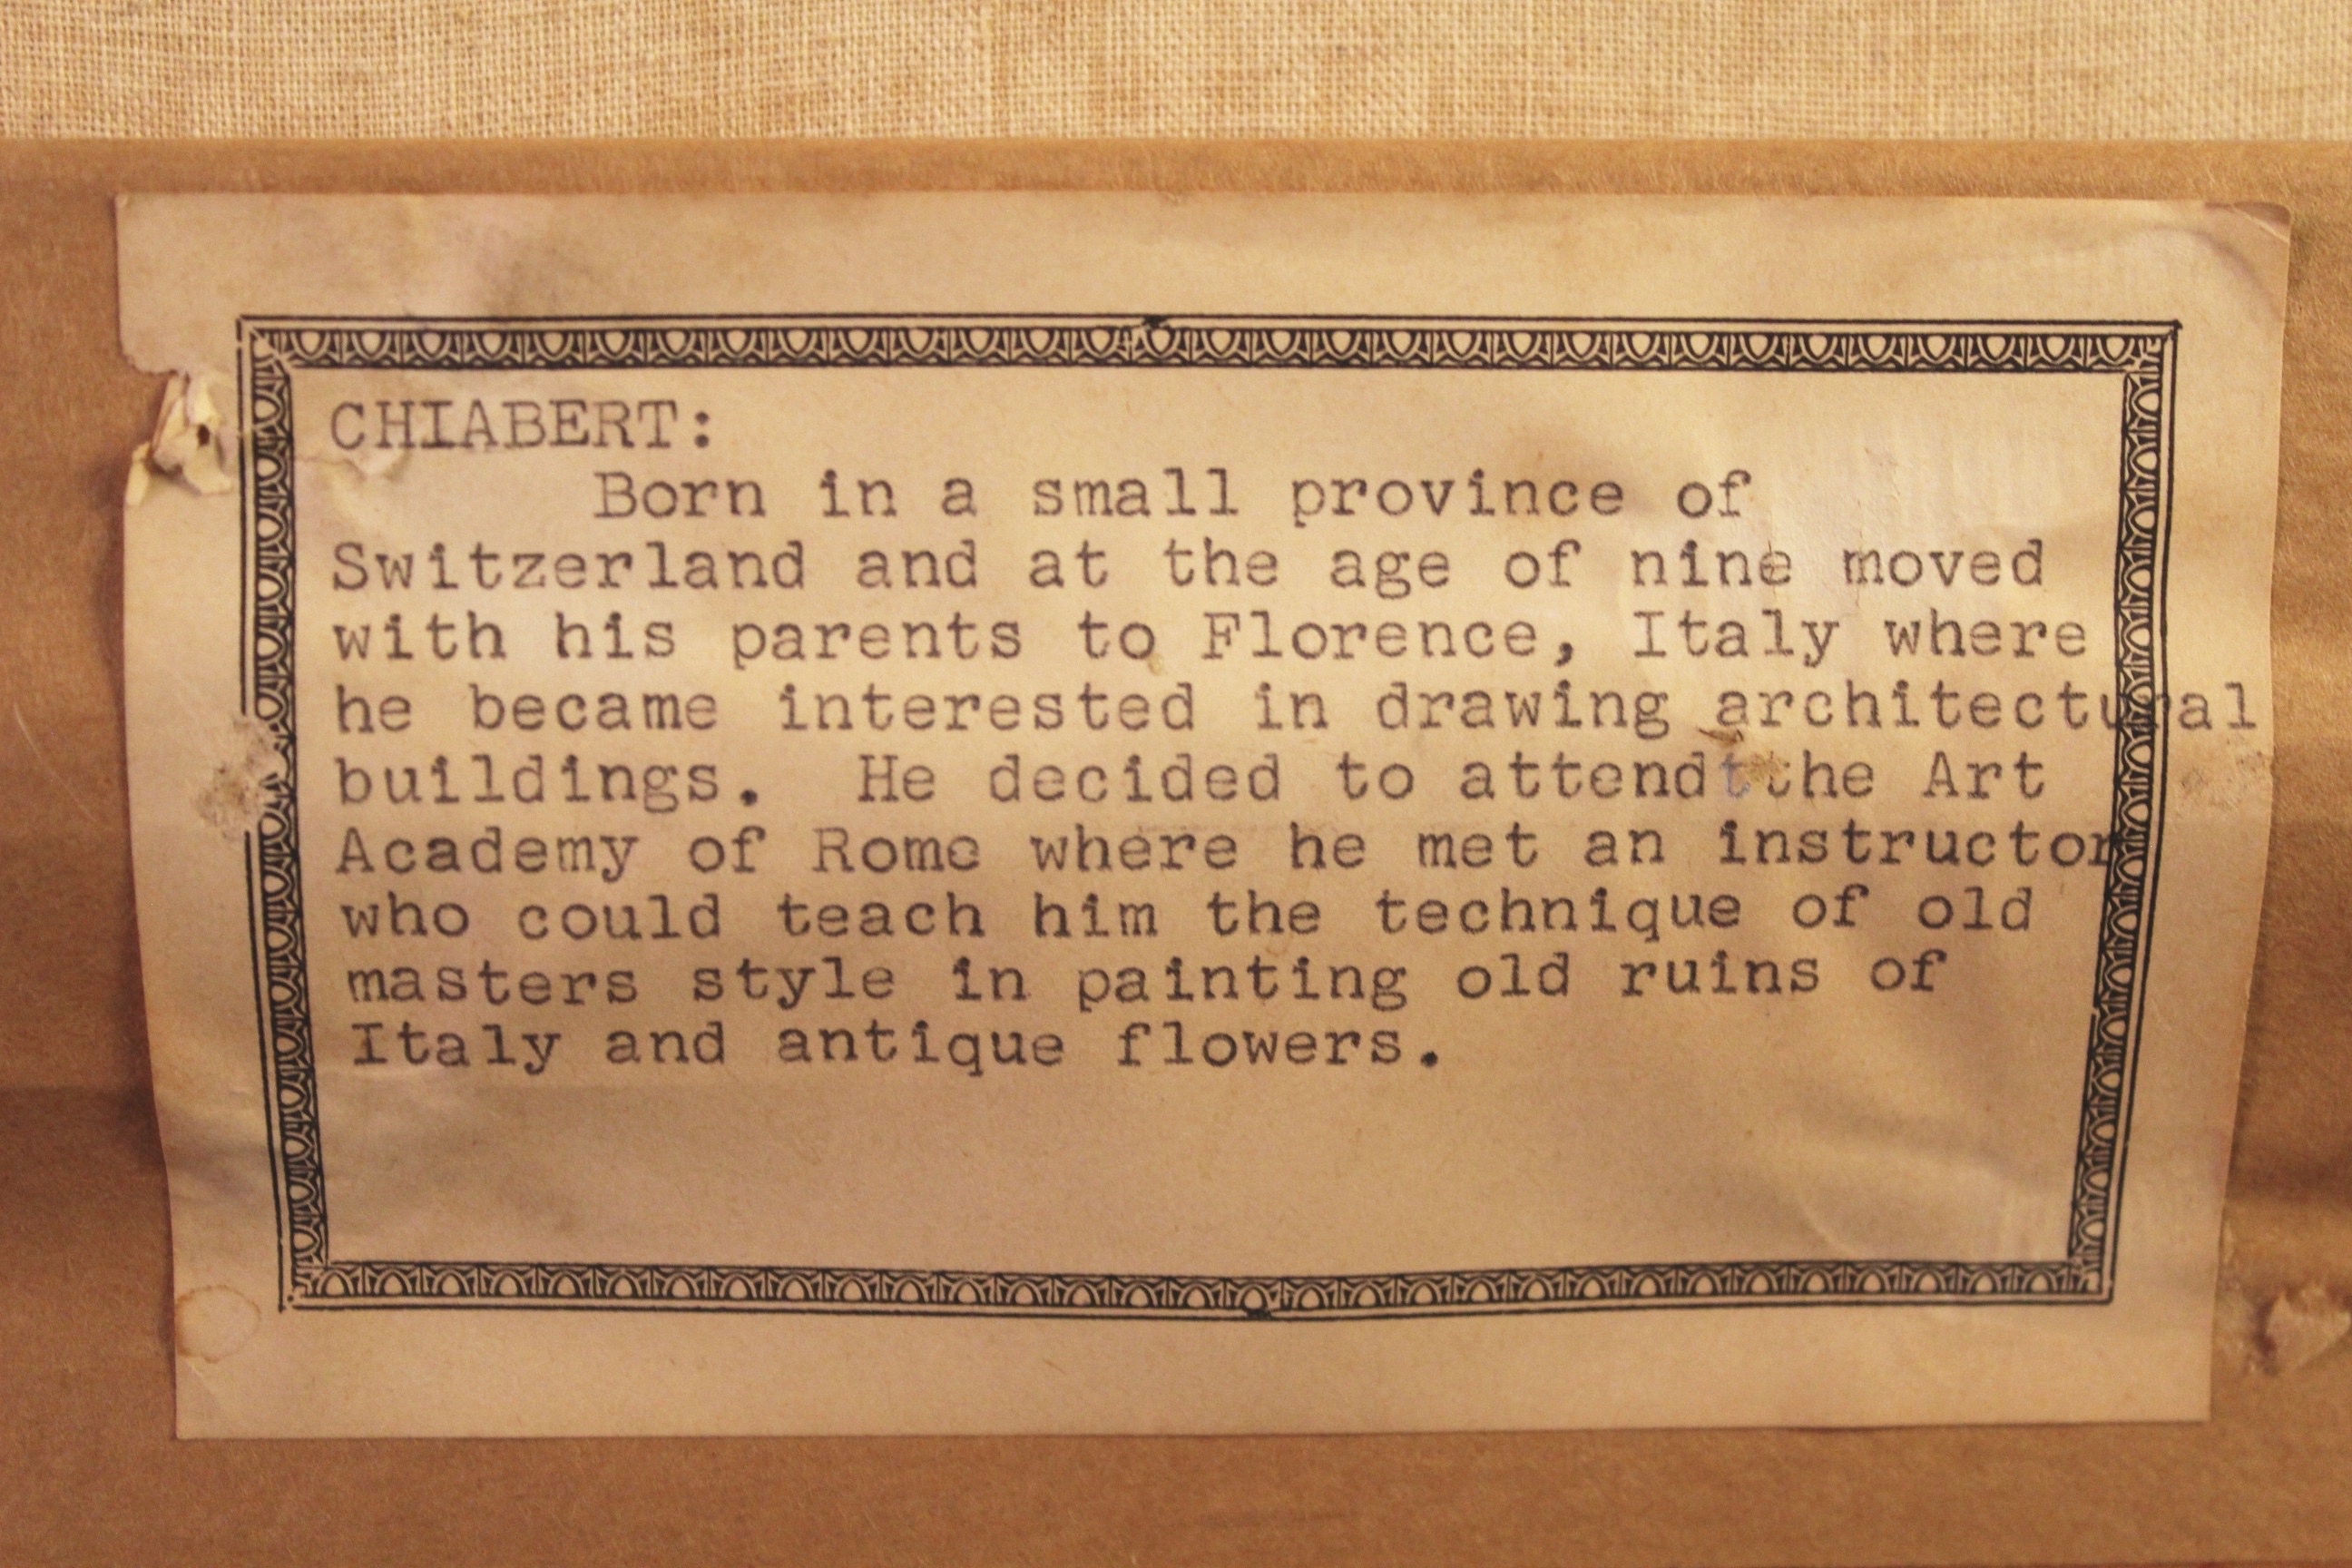 CHIABERT:
Born in a small province of
Switzerland and at the age of nine moved
with his parents to Florence, Italy where
he became interested in drawing architectural
buildings. He decided to attendtthe Art
Academy of Rome where he met an instructor
who could teach him the technique of old
masters style in painting old ruins of
Italy and antique flowers.